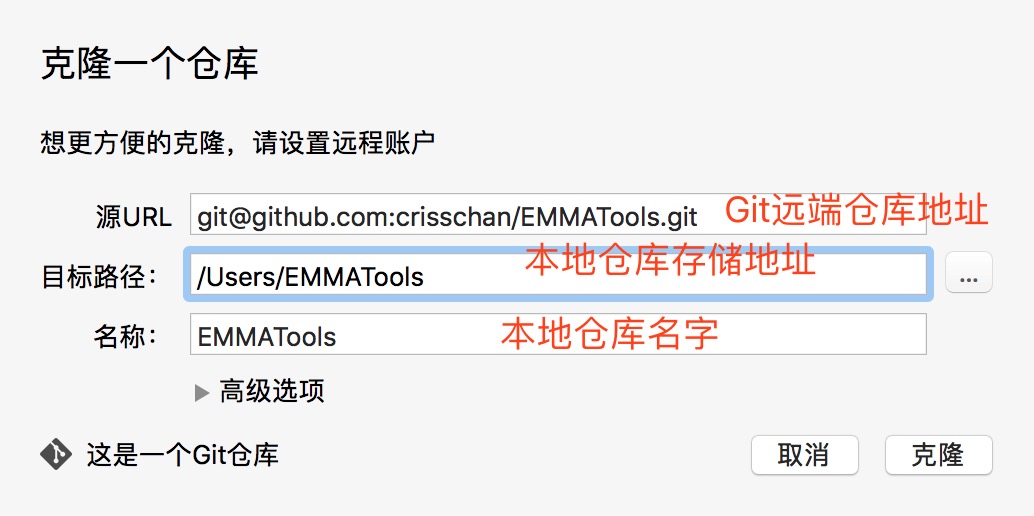 克隆一个仓库
想更方便的克隆，请设置远程账户
源URL git@github.com:crisschan/EMMATools.git Git远端仓库地址
本地仓库存储地址
目标路径： /Users/EMMATools ...
名称： EMMATools 本地仓库名字
高级选项
这是一个Git仓库 取消 克隆